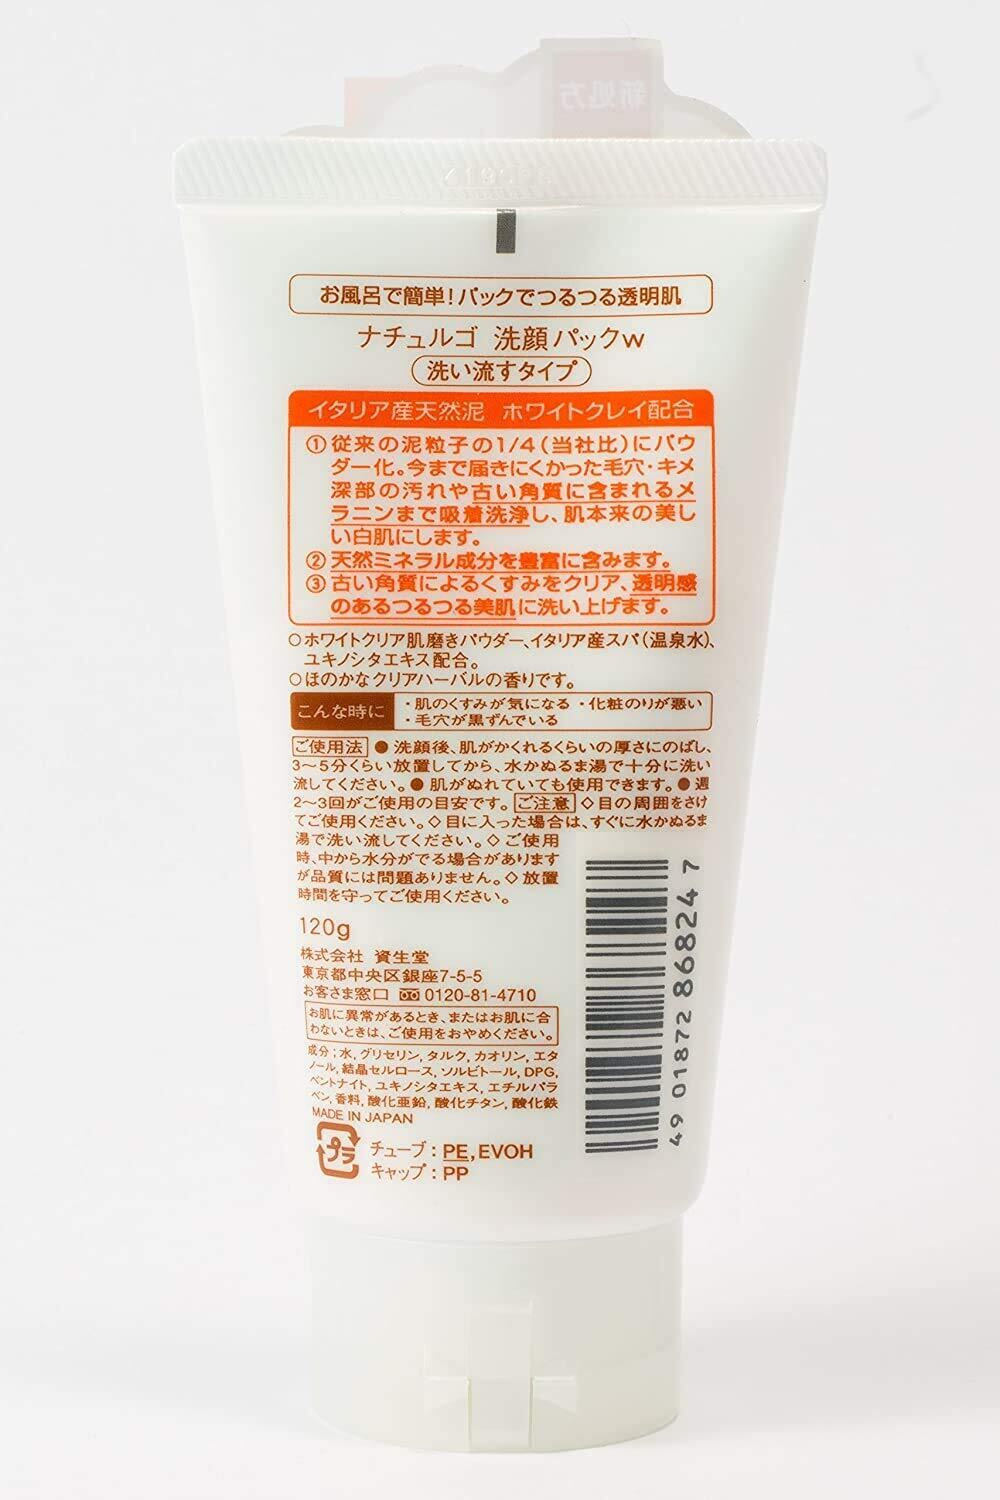 新処方
お風呂で簡単!パックでつるつる透明肌
ナチュルゴ 洗顔パックw
洗い流すタイプ
イタリア産天然泥 ホワイトクレイ配合
① 従来の泥粒子の1/4(当社比)にパウ
ダー化。今まで届きにくかった毛穴・キメ
深部の汚れや古い角質に含まれるメ
ラニンまで吸着洗浄し、肌本来の美し
い白肌にします。
② 天然ミネラル成分を豊富に含みます。
③ 古い角質によるくすみをクリア、透明感
のあるつるつる美肌に洗い上げます。
○ホワイトクリア肌磨きパウダー、イタリア産スパ(温泉水)、
ユキノシタエキス配合。
○ほのかなクリアハーバルの香りです。
こんな時に ・肌のくすみが気になる ・化粧のりが悪い
・毛穴が黒ずんでいる
ご使用法 ●洗顔後、肌がかくれるくらいの厚さにのばし、
3〜5分くらい放置してから、水かぬるま湯で十分に洗い
流してください。●肌がぬれていても使用できます。●週
2〜3回がご使用の目安です。ご注意 ◇目の周囲をさけ
てご使用ください。◇目に入った場合は、すぐに水かぬるま
湯で洗い流してください。◇ご使用
時、中から水分がでる場合があります
が品質には問題ありません。◇放置
時間を守ってご使用ください。
120g
株式会社 資生堂
東京都中央区銀座7-5-5
お客さま窓口 0120-81-4710
お肌に異常があるとき、またはお肌に合
わないときは、ご使用をおやめください。
成分:水, グリセリン, タルク, カオリン, エタ
ノール, 結晶セルロース, ソルビトール, DPG,
ベントナイト, ユキノシタエキス, エチルパラ
ベン, 香料, 酸化亜鉛, 酸化チタン, 酸化鉄
MADE IN JAPAN
プラ チューブ:PE,EVOH
キャップ:PP
49 01872 86824 7